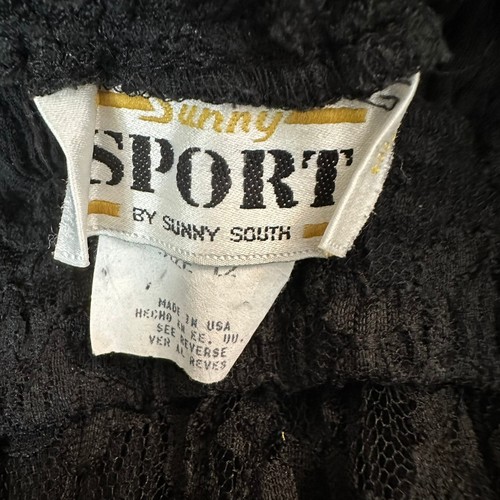 Sunny
SPORT
BY SUNNY SOUTH
MADE IN USA
HECHO EN EE. UU.
SEE REVERSE
VER AL REVES